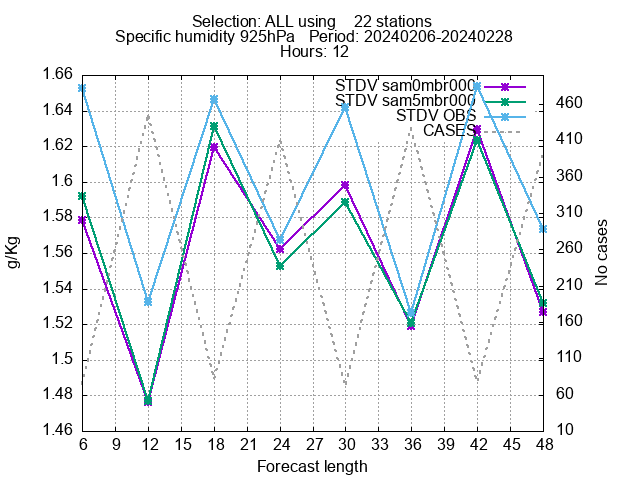 Selection: ALL using    22 stations
Specific humidity 925hPa   Period: 20240206-20240228
Hours: 12
STDV sam0mbr000
STDV sam5mbr000
STDV OBS
CASES
1.66
1.64
1.62
1.6
1.58
1.56
1.54
1.52
1.5
1.48
1.46
g/Kg
460
410
360
310
260
210
160
110
60
10
No cases
6 9 12 15 18 21 24 27 30 33 36 39 42 45 48
Forecast length